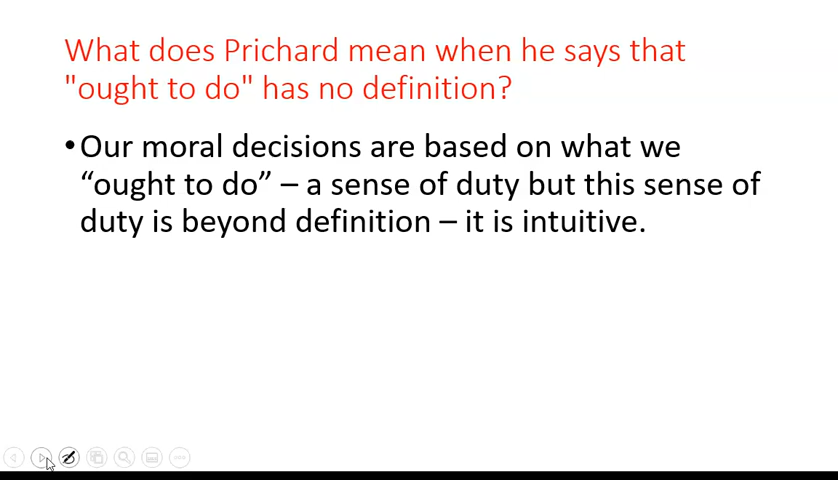 What does Prichard mean when he says that
"ought to do" has no definition?
•Our moral decisions are based on what we
“ought to do” – a sense of duty but this sense of
duty is beyond definition – it is intuitive.